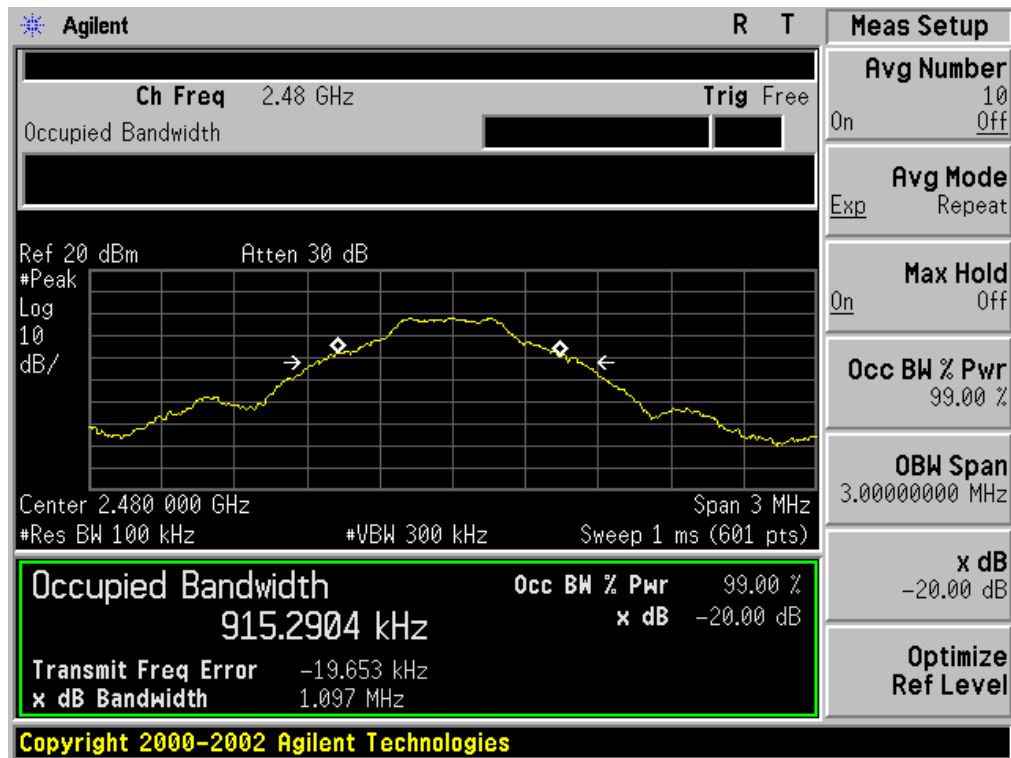 Agilent R T
Ch Freq 2.48 GHz Trig Free
Occupied Bandwidth
Ref 20 dBm Atten 30 dB
#Peak
Log
10
dB/
Center 2.480 000 GHz Span 3 MHz
#Res BW 100 kHz #VBW 300 kHz Sweep 1 ms (601 pts)
Occupied Bandwidth Occ BW % Pwr 99.00 %
915.2904 kHz x dB -20.00 dB
Transmit Freq Error -19.653 kHz
x dB Bandwidth 1.097 MHz
Copyright 2000-2002 Agilent Technologies
Meas Setup
Avg Number
10
On Off
Avg Mode
Exp Repeat
Max Hold
On Off
Occ BW % Pwr
99.00 %
OBW Span
3.00000000 MHz
x dB
-20.00 dB
Optimize
Ref Level